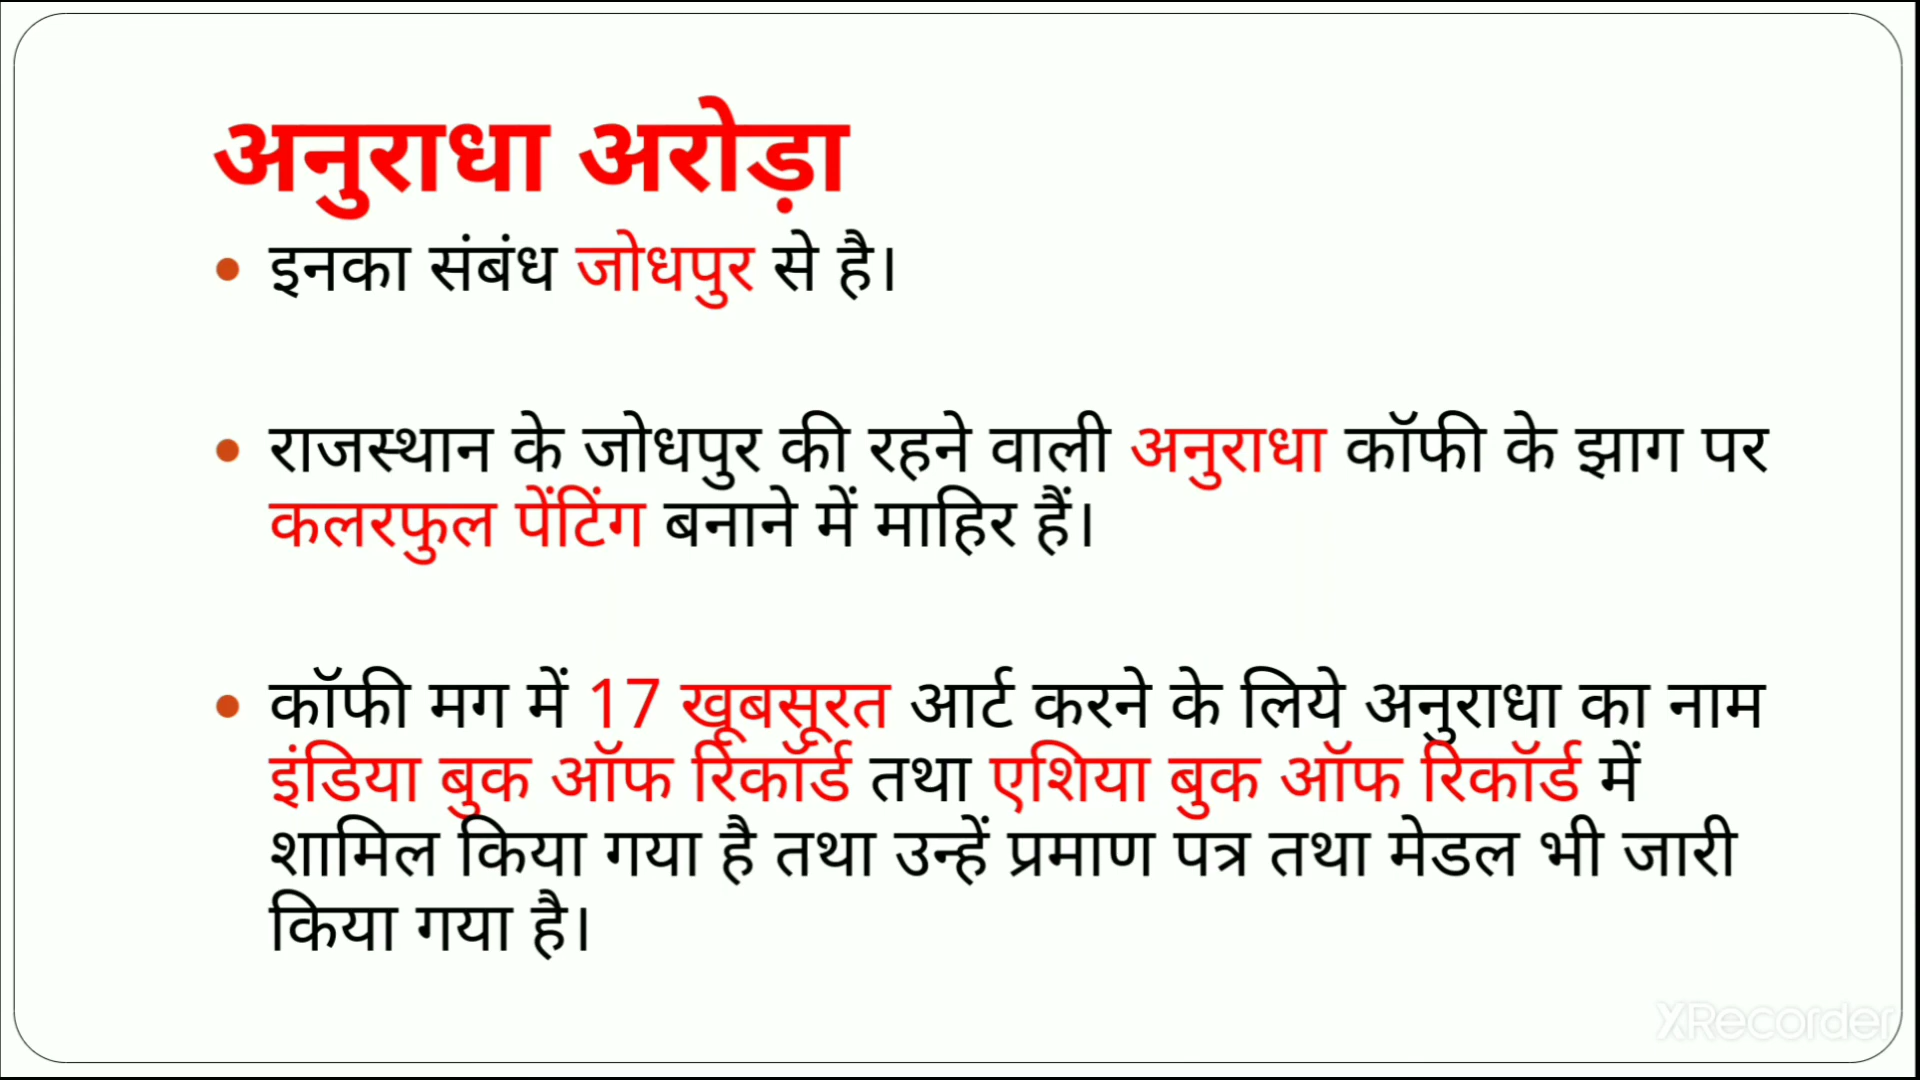 अनुराधा अरोड़ा
• इनका संबंध जोधपुर से है।
• राजस्थान के जोधपुर की रहने वाली अनुराधा कॉफी के झाग पर
कलरफुल पेंटिंग बनाने में माहिर हैं।
• कॉफी मग में 17 खूबसूरत आर्ट करने के लिये अनुराधा का नाम
इंडिया बुक ऑफ रिकॉर्ड तथा एशिया बुक ऑफ रिकॉर्ड में
शामिल किया गया है तथा उन्हें प्रमाण पत्र तथा मेडल भी जारी
किया गया है।
XRecorder